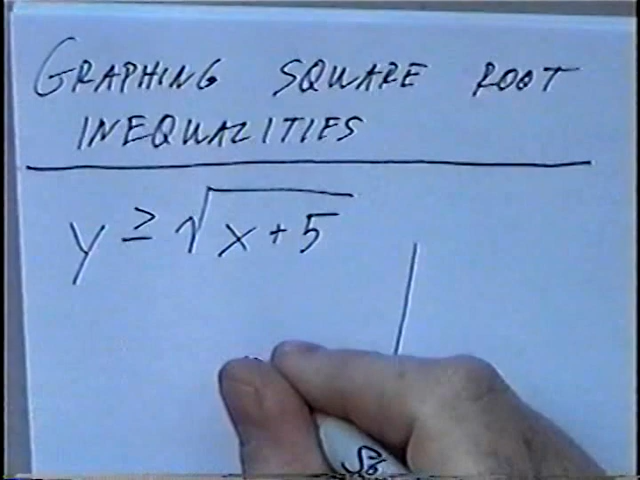 GRAPHING SQUARE ROOT
INEQUALITIES
y ≥ √(x+5)